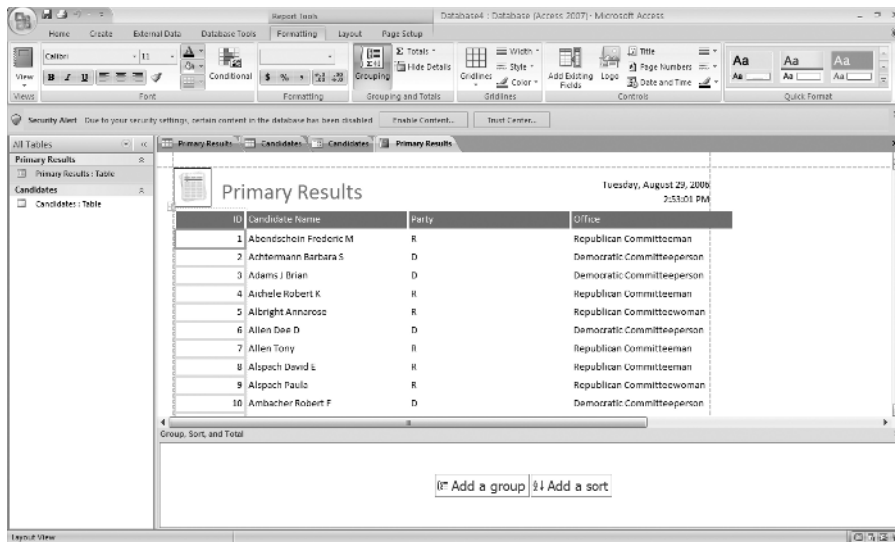 Report Tools
Database4 : Database (Access 2007) - Microsoft Access
Home Create External Data Database Tools Formatting Layout Page Setup
View
Views
Calibri 11
B I U
Font
Conditional
$ % ,
Formatting
Grouping
Σ Totals
Hide Details
Grouping and Totals
Gridlines
Width
Style
Color
Gridlines
Add Existing Fields
Logo
Title
Page Numbers
Date and Time
Controls
Aa Aa Aa
Aa Aa Aa
Quick Format
Security Alert Due to your security settings, certain content in the database has been disabled Enable Content... Trust Center...
All Tables
Primary Results
Primary Results : Table
Candidates
Candidates : Table
Primary Results Candidates Candidates Primary Results
Primary Results
Tuesday, August 29, 2006
2:53:01 PM
ID Candidate Name Party Office
1 Abendschein Frederic M R Republican Committeeman
2 Achtermann Barbara S D Democratic Committeeperson
3 Adams J Brian D Democratic Committeeperson
4 Aichele Robert K R Republican Committeeman
5 Albright Annarose R Republican Committeewoman
6 Allen Dee D D Democratic Committeeperson
7 Allen Tony R Republican Committeeman
8 Alspach David E R Republican Committeeman
9 Alspach Paula R Republican Committeewoman
10 Ambacher Robert F D Democratic Committeeperson
Group, Sort, and Total
Add a group Add a sort
Layout View